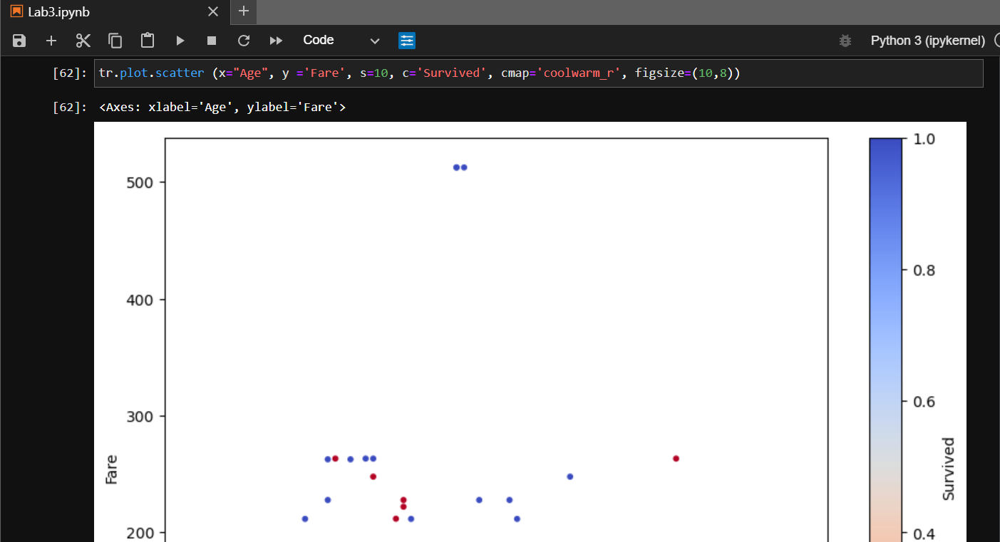 Lab3.ipynb
Code
Python 3 (ipykernel)
[62]: tr.plot.scatter (x="Age", y ='Fare', s=10, c='Survived', cmap='coolwarm_r', figsize=(10,8))
[62]: <Axes: xlabel='Age', ylabel='Fare'>
500
400
300
200
Fare
1.0
0.8
0.6
0.4
Survived